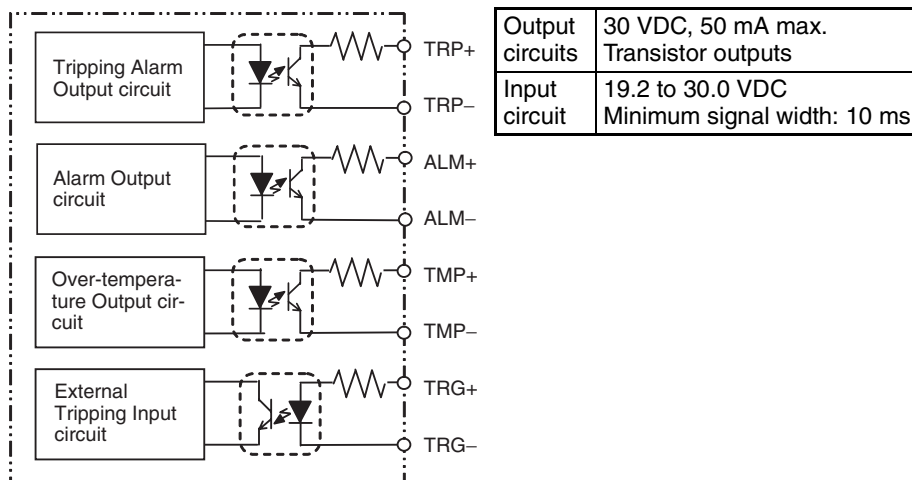 Tripping Alarm
Output circuit
TRP+
TRP−
Alarm Output
circuit
ALM+
ALM−
Over-tempera-
ture Output cir-
cuit
TMP+
TMP−
External
Tripping Input
circuit
TRG+
TRG−
Output circuits
30 VDC, 50 mA max.
Transistor outputs
Input circuit
19.2 to 30.0 VDC
Minimum signal width: 10 ms